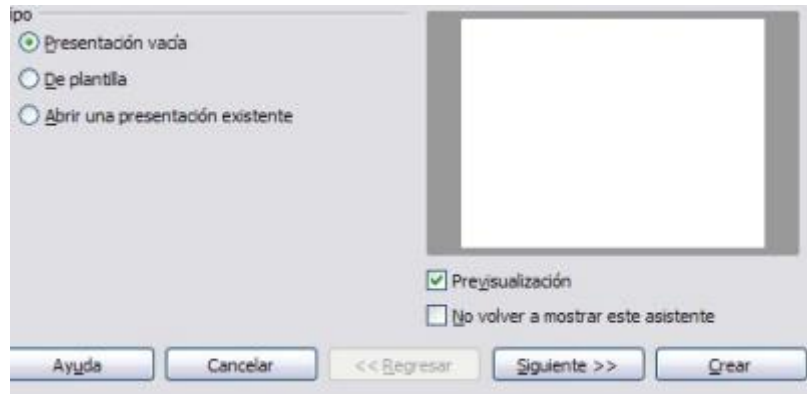 ipo
Presentación vacía
De plantilla
Abrir una presentación existente
Previsualización
No volver a mostrar este asistente
Ayuda
Cancelar
<< Regresar
Siguiente >>
Crear